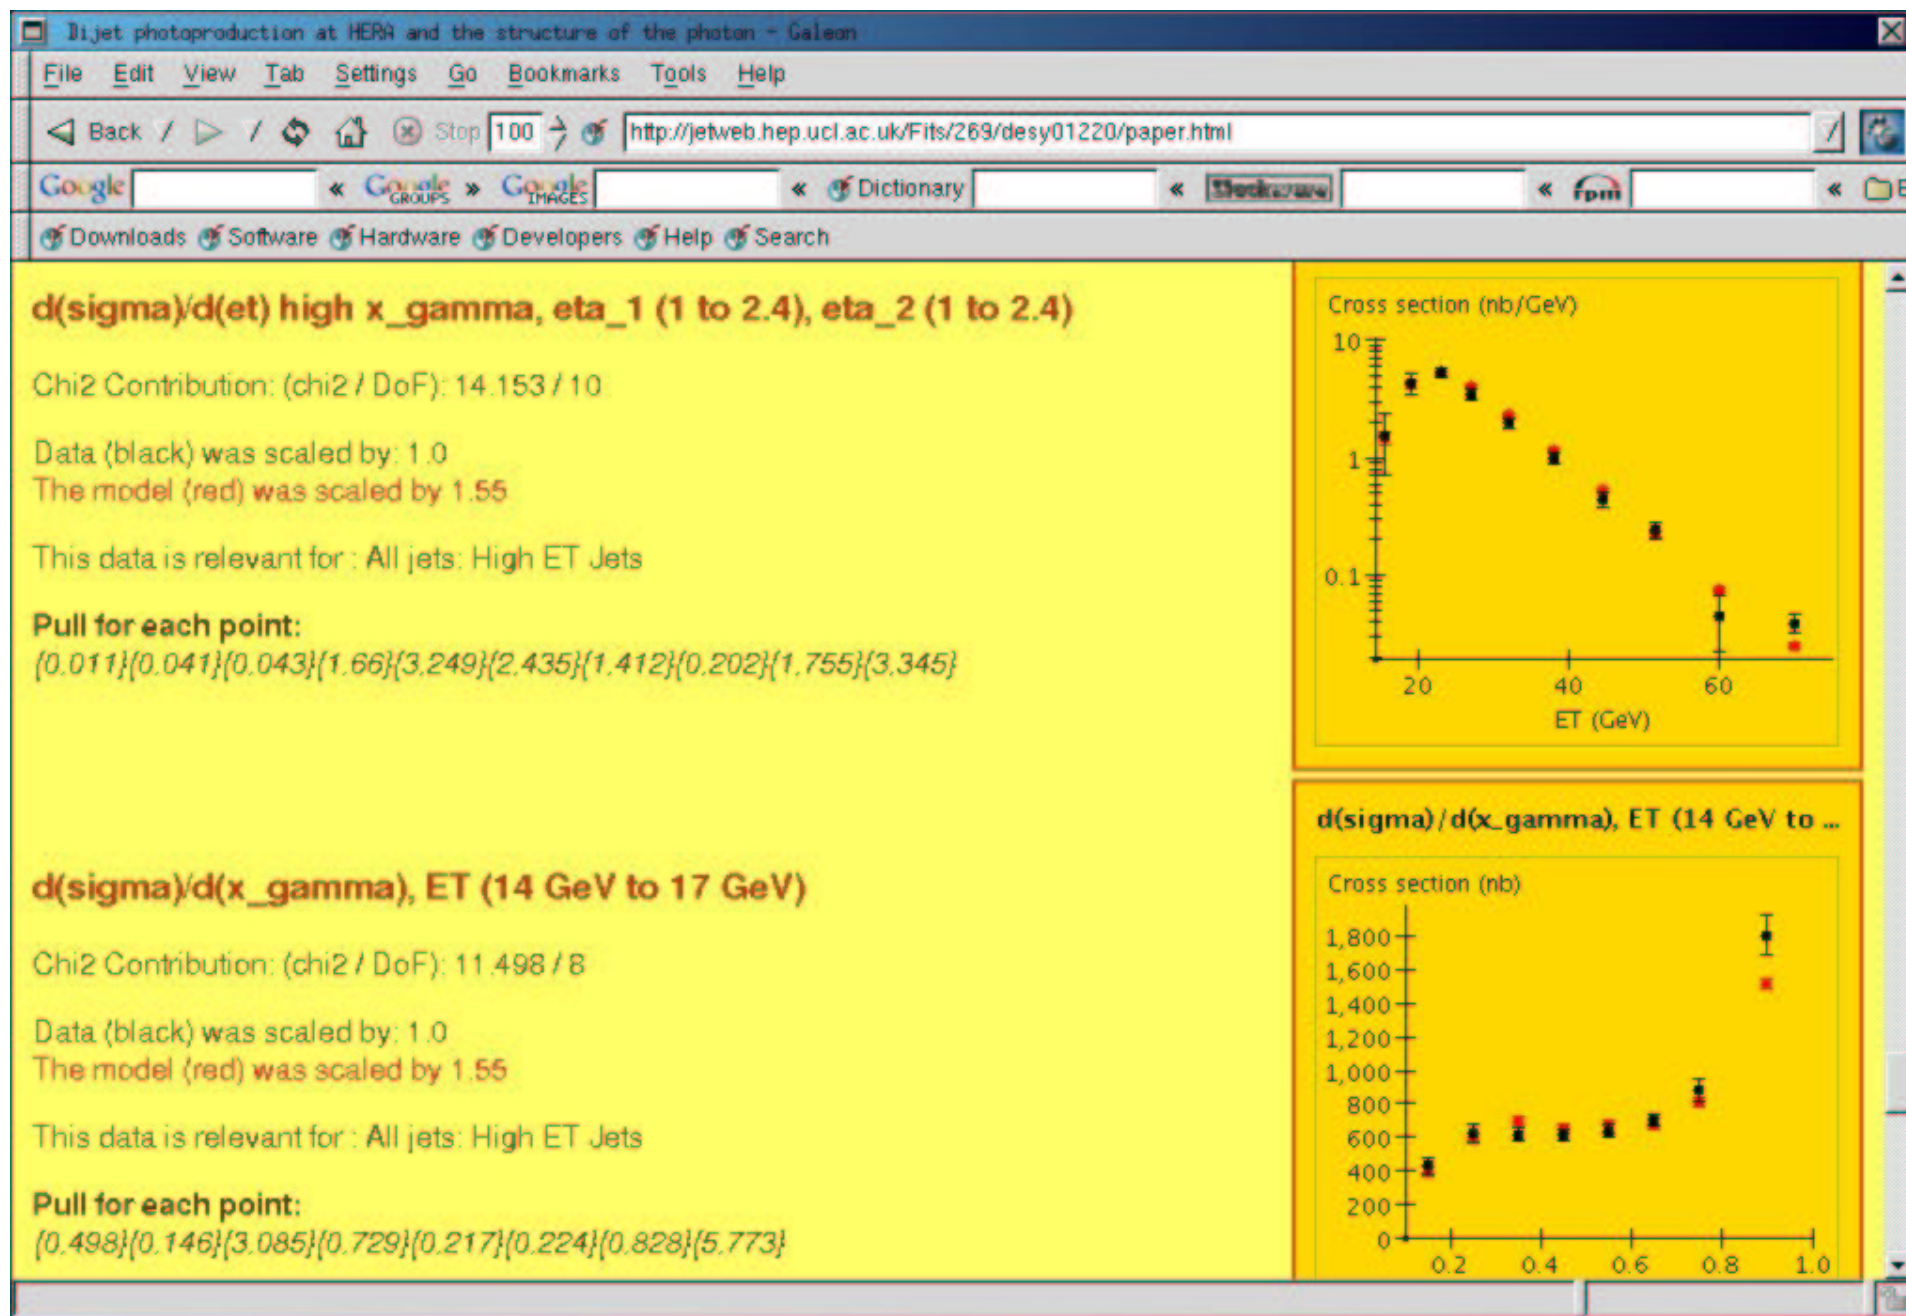 Dijet photoproduction at HERA and the structure of the photon - Galeon
File Edit View Tab Settings Go Bookmarks Tools Help
Back Stop 100 http://jetweb.hep.ucl.ac.uk/Fits/269/desy01220/paper.html
Google « Google GROUPS » Google IMAGES « Dictionary « « rpm «
Downloads Software Hardware Developers Help Search
d(sigma)/d(et) high x_gamma, eta_1 (1 to 2.4), eta_2 (1 to 2.4)
Chi2 Contribution: (chi2 / DoF): 14.153 / 10
Data (black) was scaled by: 1.0
The model (red) was scaled by 1.55
This data is relevant for : All jets: High ET Jets
Pull for each point:
{0.011}{0.041}{0.043}{1.66}{3.249}{2.435}{1.412}{0.202}{1.755}{3.345}
Cross section (nb/GeV)
10
1
0.1
20 40 60
ET (GeV)
d(sigma)/d(x_gamma), ET (14 GeV to 17 GeV)
Chi2 Contribution: (chi2 / DoF): 11.498 / 8
Data (black) was scaled by: 1.0
The model (red) was scaled by 1.55
This data is relevant for : All jets: High ET Jets
Pull for each point:
{0.498}{0.146}{3.085}{0.729}{0.217}{0.224}{0.828}{5.773}
d(sigma)/d(x_gamma), ET (14 GeV to ...
Cross section (nb)
1,800
1,600
1,400
1,200
1,000
800
600
400
200
0
0.2 0.4 0.6 0.8 1.0